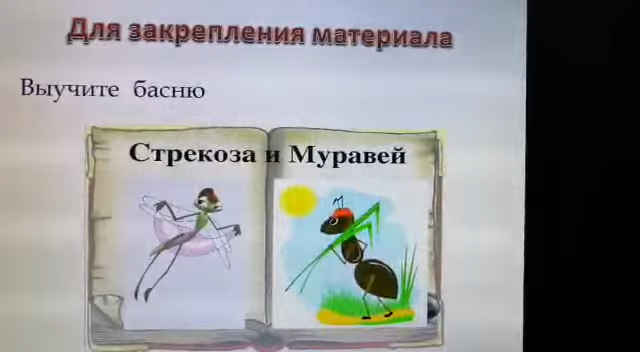 Для закрепления материала
Выучите басню
Стрекоза и Муравей